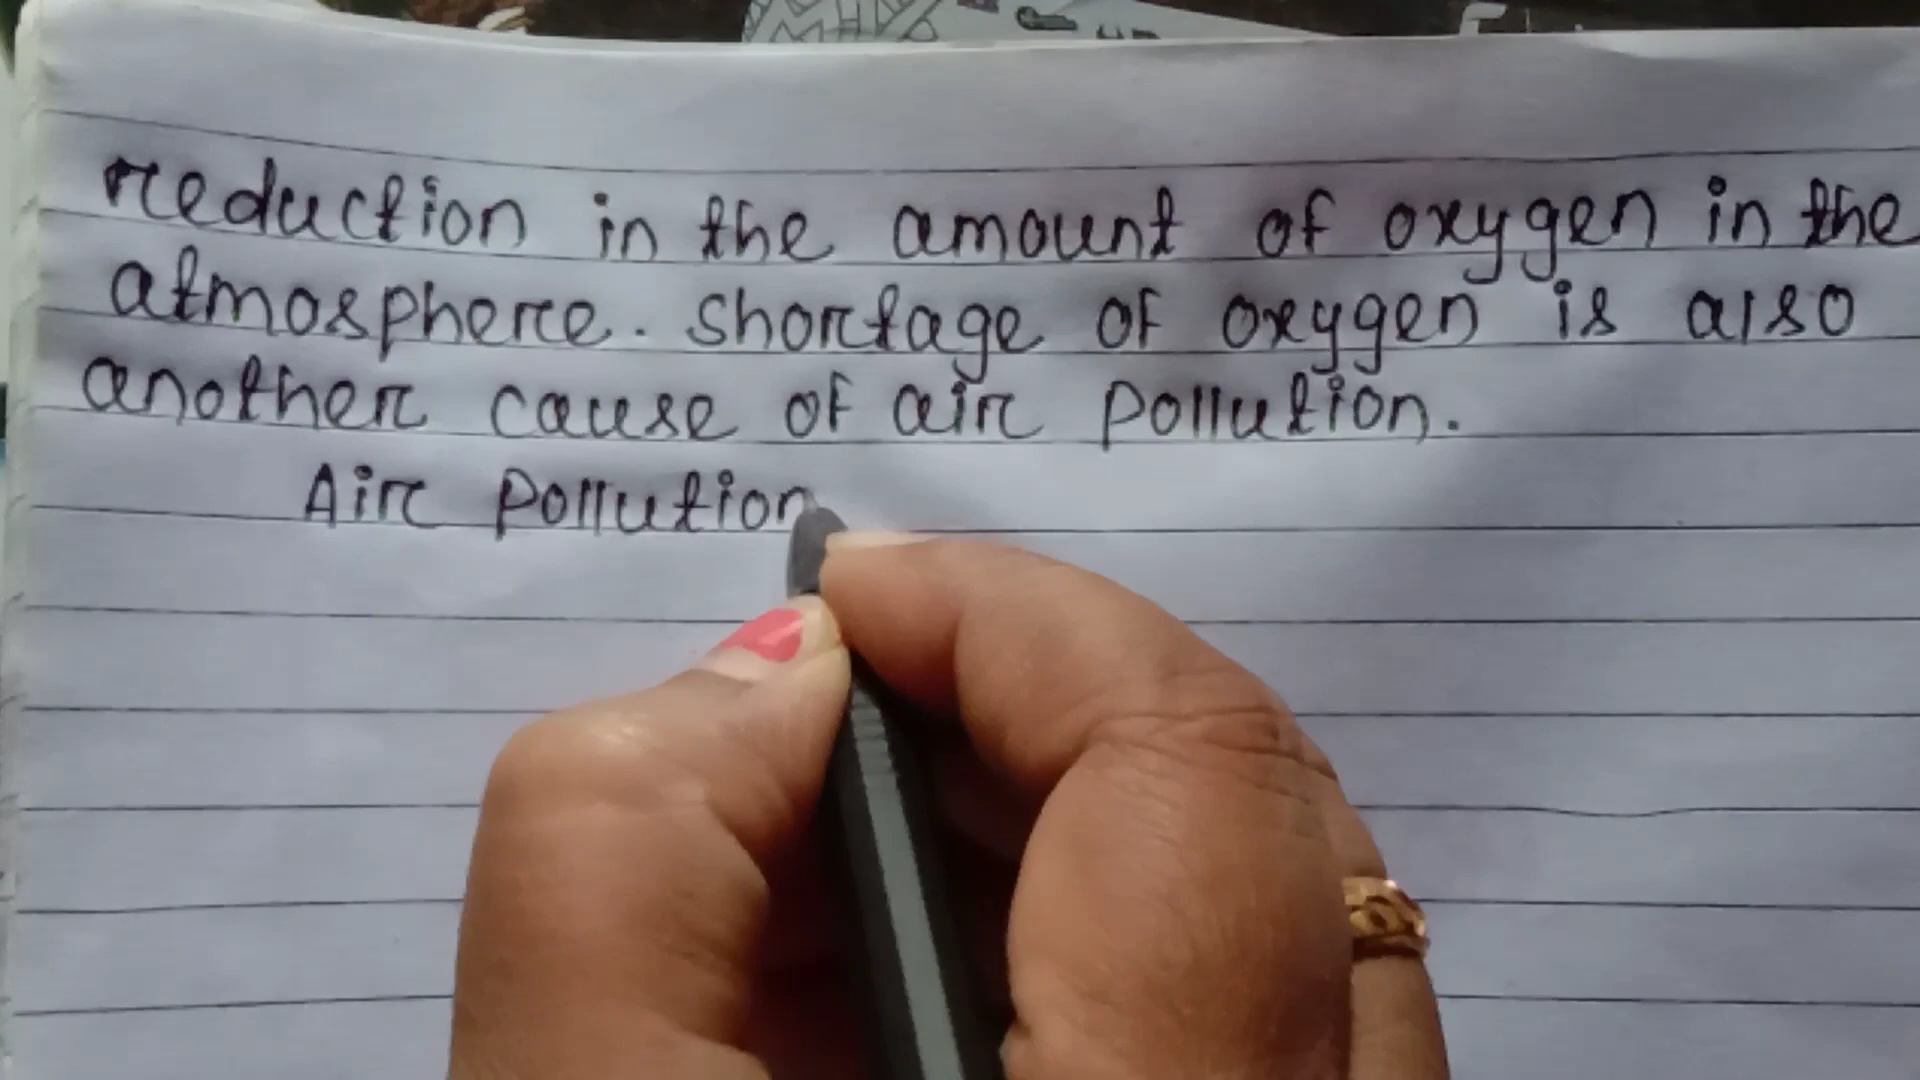 reduction in the amount of oxygen in the
atmosphere. shortage of oxygen is also
another cause of air pollution.
Air pollution